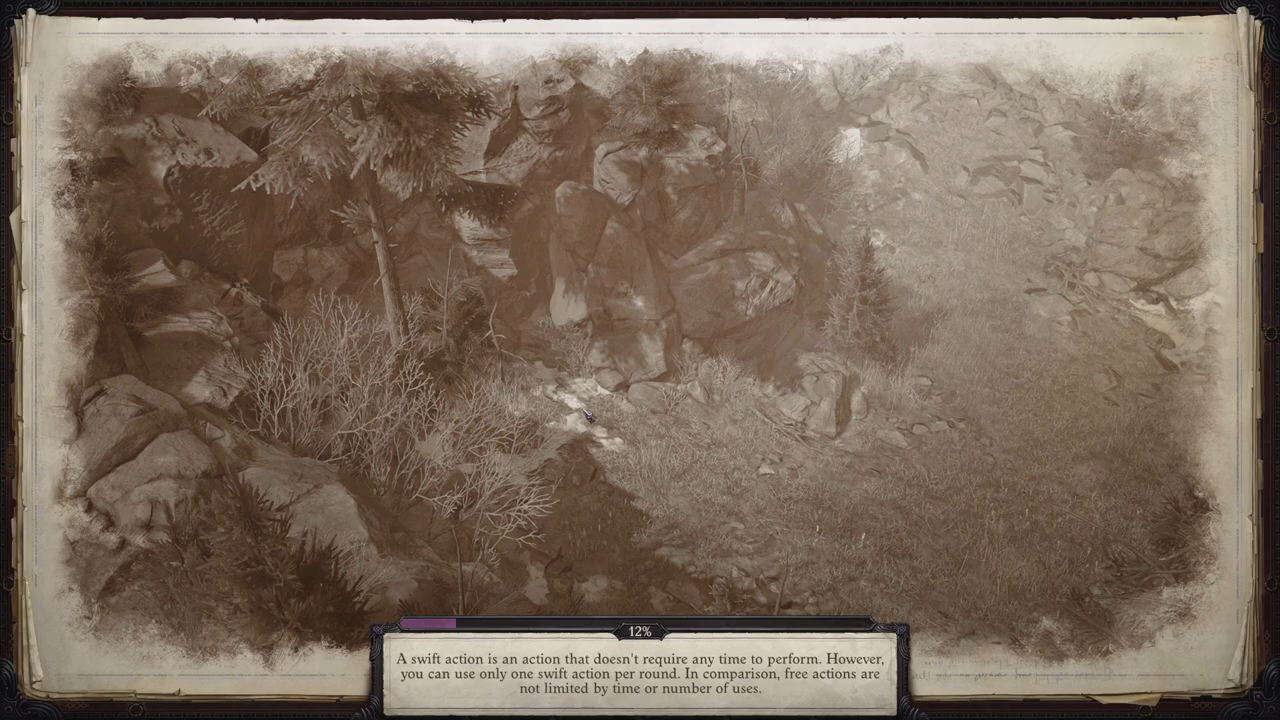 12%
A swift action is an action that doesn't require any time to perform. However,
you can use only one swift action per round. In comparison, free actions are
not limited by time or number of uses.